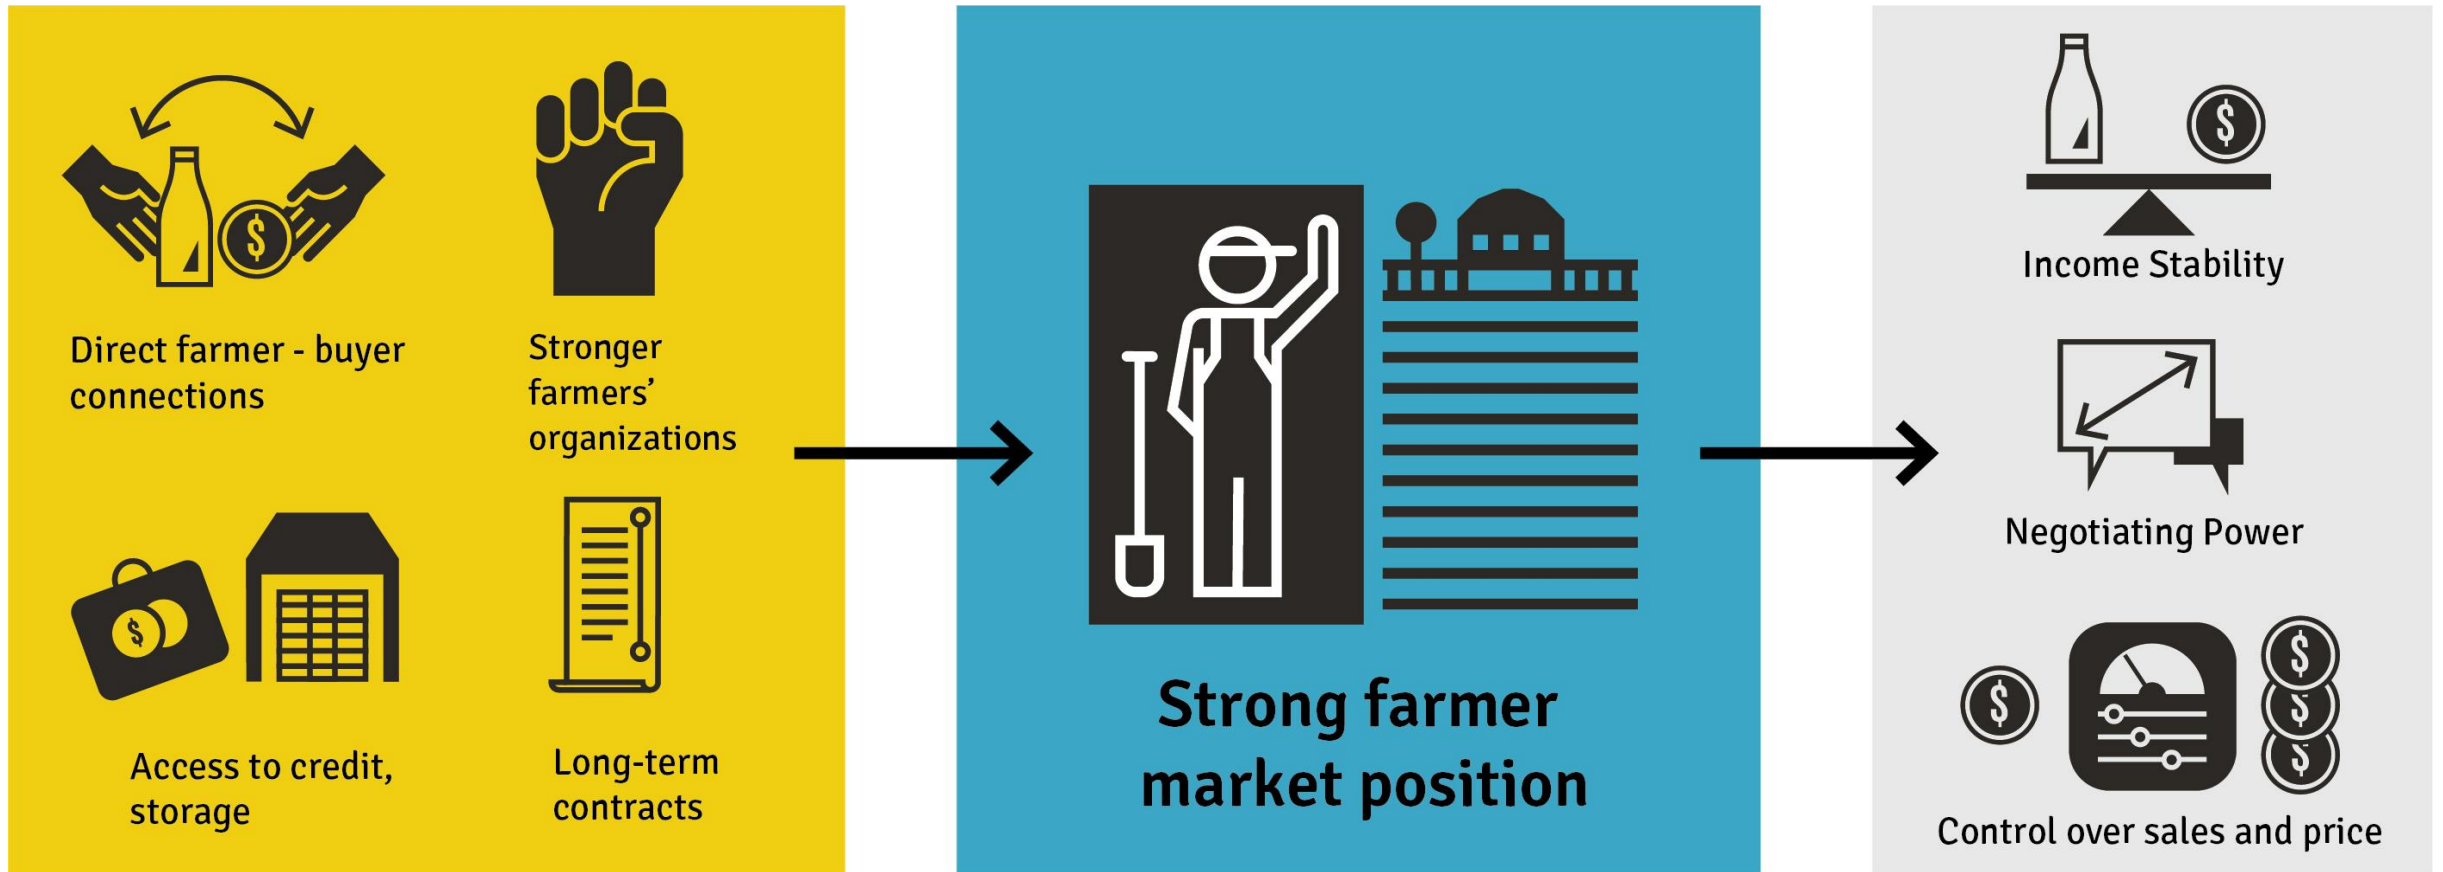 Direct farmer - buyer
connections
Stronger
farmers’
organizations
Access to credit,
storage
Long-term
contracts
Strong farmer
market position
$
Income Stability
Negotiating Power
Control over sales and price